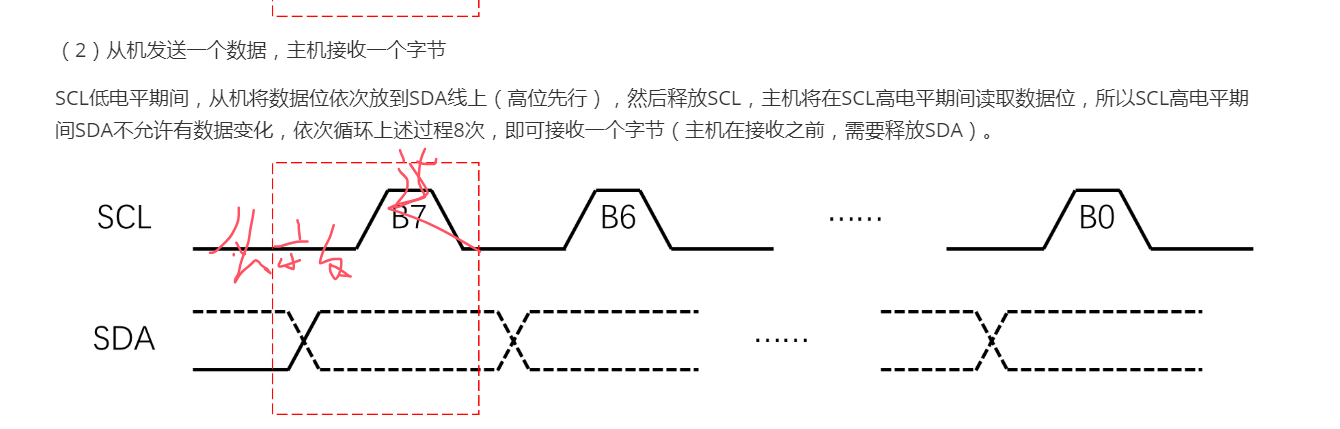 （2）从机发送一个数据，主机接收一个字节
SCL低电平期间，从机将数据位依次放到SDA线上（高位先行），然后释放SCL，主机将在SCL高电平期间读取数据位，所以SCL高电平期
间SDA不允许有数据变化，依次循环上述过程8次，即可接收一个字节（主机在接收之前，需要释放SDA）。
SCL B7 B6 …… B0
SDA ……